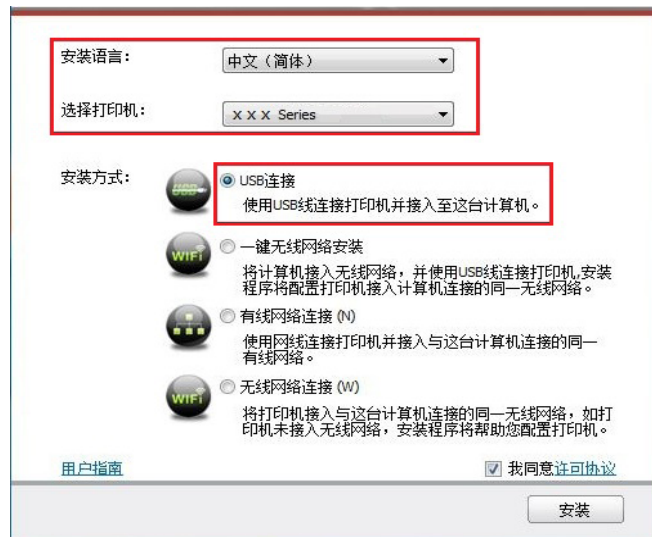 安装语言： 中文（简体）
选择打印机： X X X Series
安装方式： USB连接
使用USB线连接打印机并接入至这台计算机。
WiFi 一键无线网络安装
将计算机接入无线网络，并使用USB线连接打印机,安装
程序将配置打印机接入计算机连接的同一无线网络。
有线网络连接 (N)
使用网线连接打印机并接入与这台计算机连接的同一
有线网络。
WiFi 无线网络连接 (W)
将打印机接入与这台计算机连接的同一无线网络，如打
印机未接入无线网络，安装程序将帮助您配置打印机。
用户指南 我同意许可协议
安装